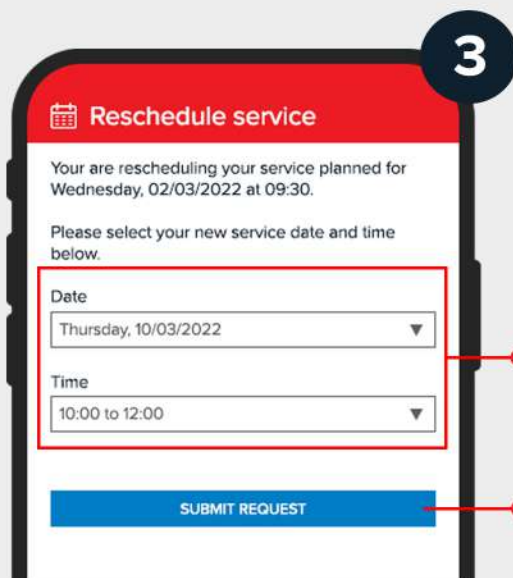 3
Reschedule service
Your are rescheduling your service planned for
Wednesday, 02/03/2022 at 09:30.
Please select your new service date and time
below.
Date
Thursday, 10/03/2022
Time
10:00 to 12:00
SUBMIT REQUEST